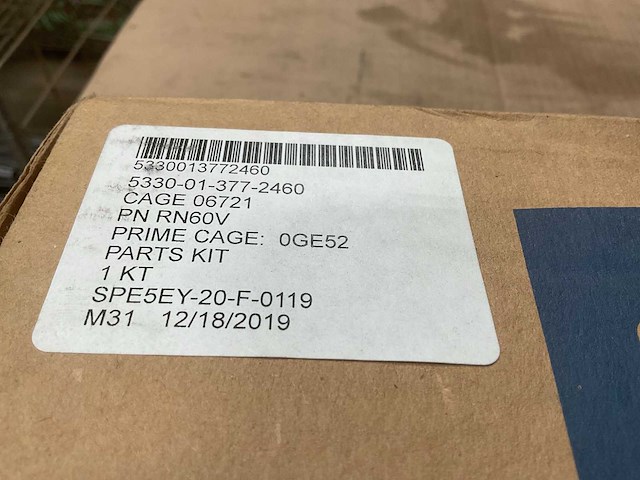 5330013772460
5330-01-377-2460
CAGE 06721
PN RN60V
PRIME CAGE: 0GE52
PARTS KIT
1 KT
SPE5EY-20-F-0119
M31 12/18/2019